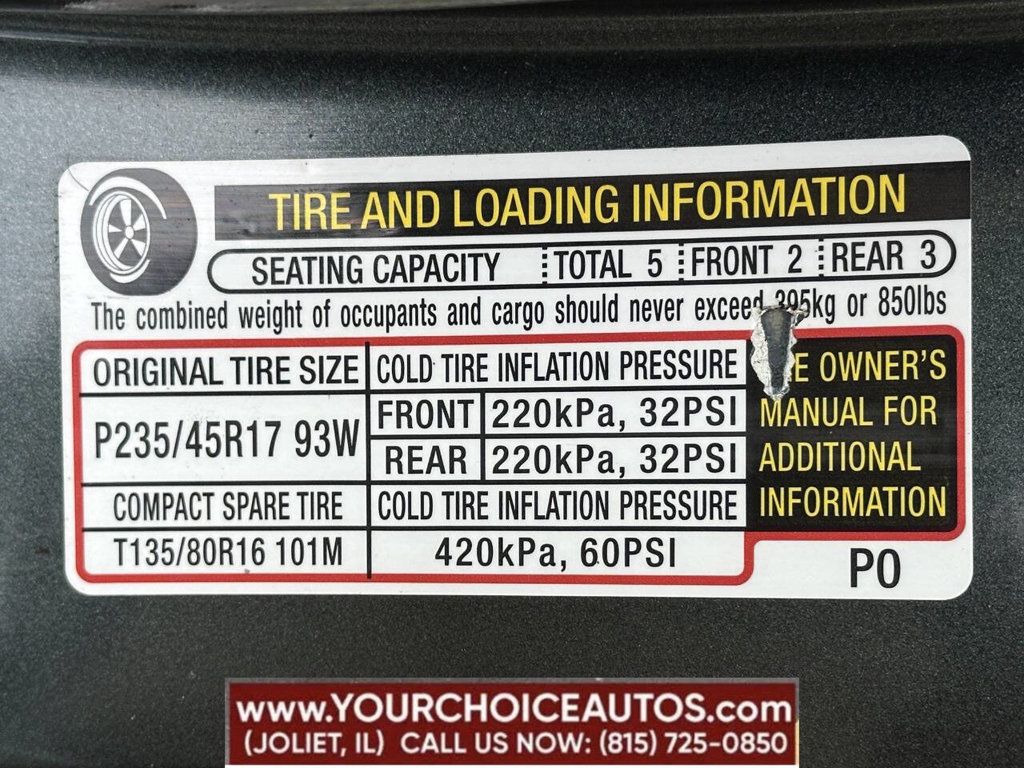 TIRE AND LOADING INFORMATION
SEATING CAPACITY TOTAL 5 FRONT 2 REAR 3
The combined weight of occupants and cargo should never exceed 395kg or 850lbs
ORIGINAL TIRE SIZE COLD TIRE INFLATION PRESSURE
P235/45R17 93W
FRONT 220kPa, 32PSI
REAR 220kPa, 32PSI
COMPACT SPARE TIRE COLD TIRE INFLATION PRESSURE
T135/80R16 101M 420kPa, 60PSI
OWNER'S
MANUAL FOR
ADDITIONAL
INFORMATION
P0
www.YOURCHOICEAUTOS.com
(JOLIET, IL) CALL US NOW: (815) 725-0850